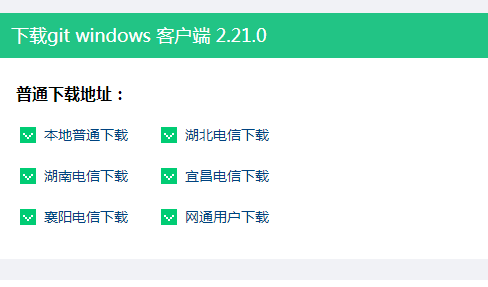 下载git windows 客户端 2.21.0
普通下载地址：
本地普通下载 湖北电信下载
湖南电信下载 宜昌电信下载
襄阳电信下载 网通用户下载